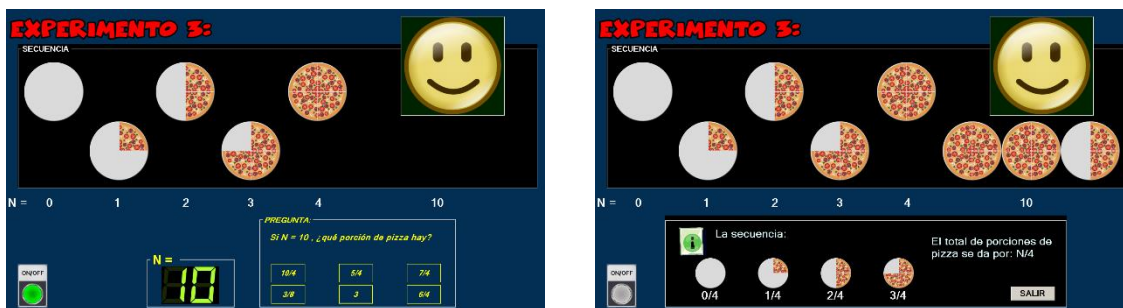 EXPERIMENTO 3:
SECUENCIA
N = 0 1 2 3 4 10
PREGUNTA:
Si N = 10 , ¿qué porción de pizza hay?
N =
10
10/4 5/4 7/4
3/8 3 6/4
ON/OFF
EXPERIMENTO 3:
SECUENCIA
N = 0 1 2 3 4 10
La secuencia:
El total de porciones de
pizza se da por: N/4
0/4 1/4 2/4 3/4
ON/OFF
SALIR